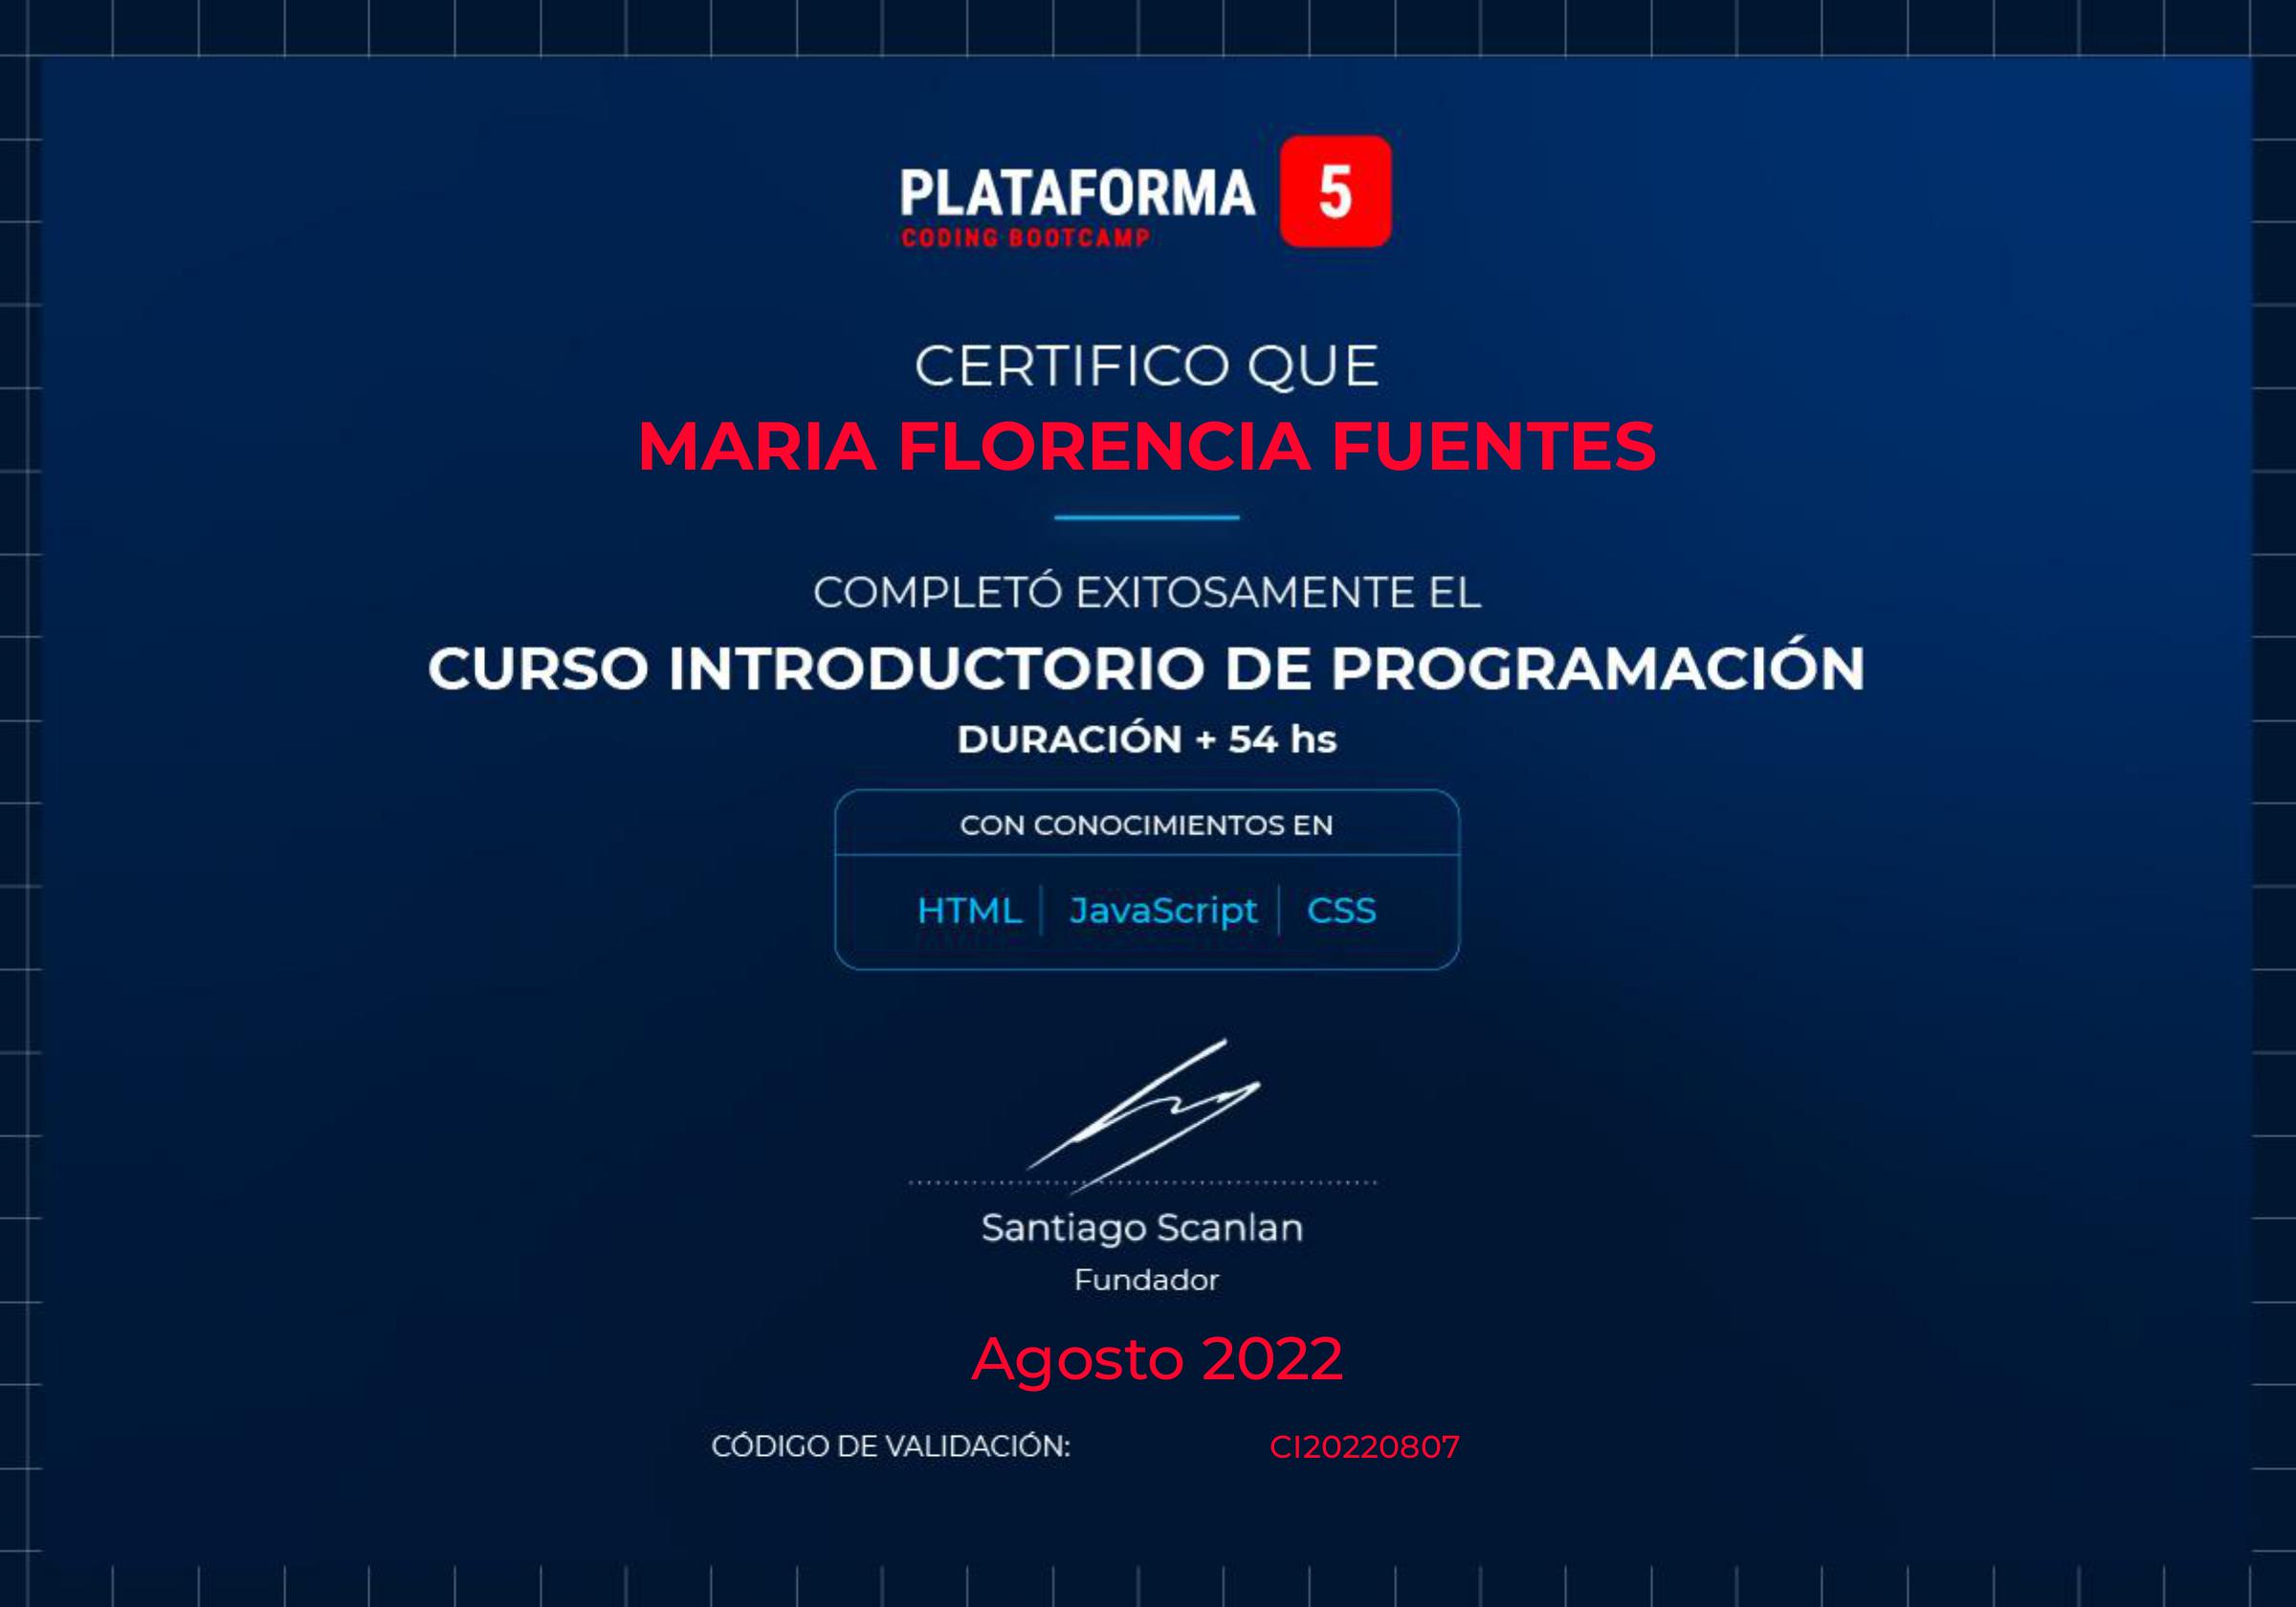 PLATAFORMA 5
CODING BOOTCAMP
CERTIFICO QUE
MARIA FLORENCIA FUENTES
COMPLETÓ EXITOSAMENTE EL
CURSO INTRODUCTORIO DE PROGRAMACIÓN
DURACIÓN + 54 hs
CON CONOCIMIENTOS EN
HTML JavaScript CSS
Santiago Scanlan
Fundador
Agosto 2022
CÓDIGO DE VALIDACIÓN: CI20220807